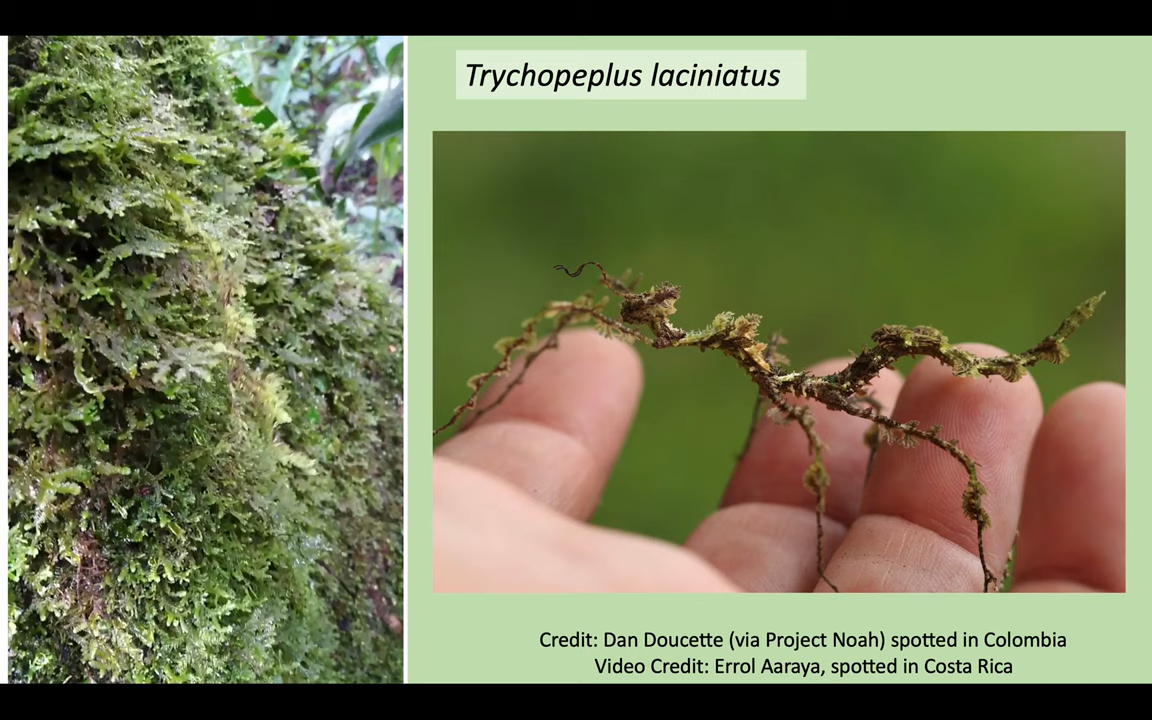 Trychopeplus laciniatus
Credit: Dan Doucette (via Project Noah) spotted in Colombia
Video Credit: Errol Aaraya, spotted in Costa Rica